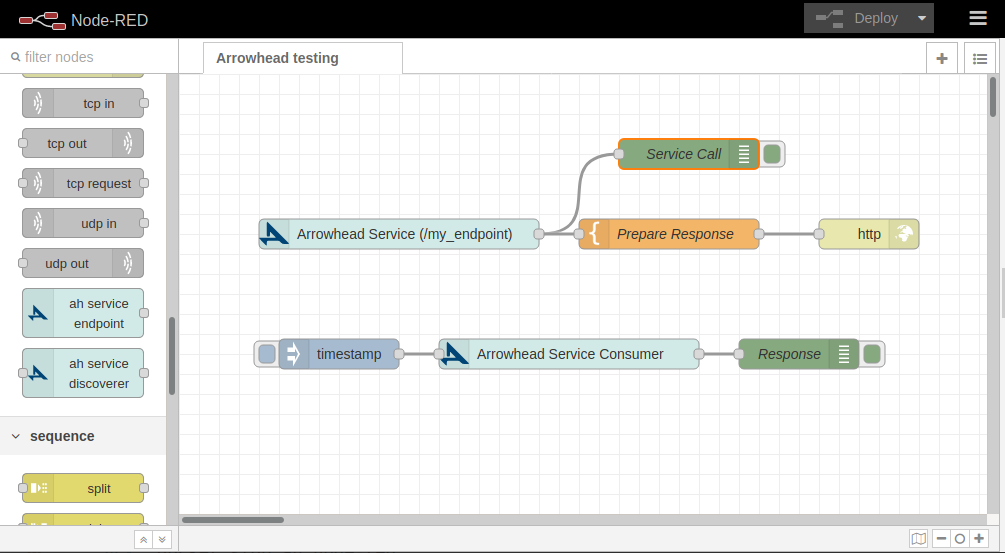 Node-RED
Deploy
filter nodes
Arrowhead testing
tcp in
tcp out
tcp request
udp in
udp out
ah service
endpoint
ah service
discoverer
sequence
split
Service Call
Arrowhead Service (/my_endpoint)
Prepare Response
http
timestamp
Arrowhead Service Consumer
Response